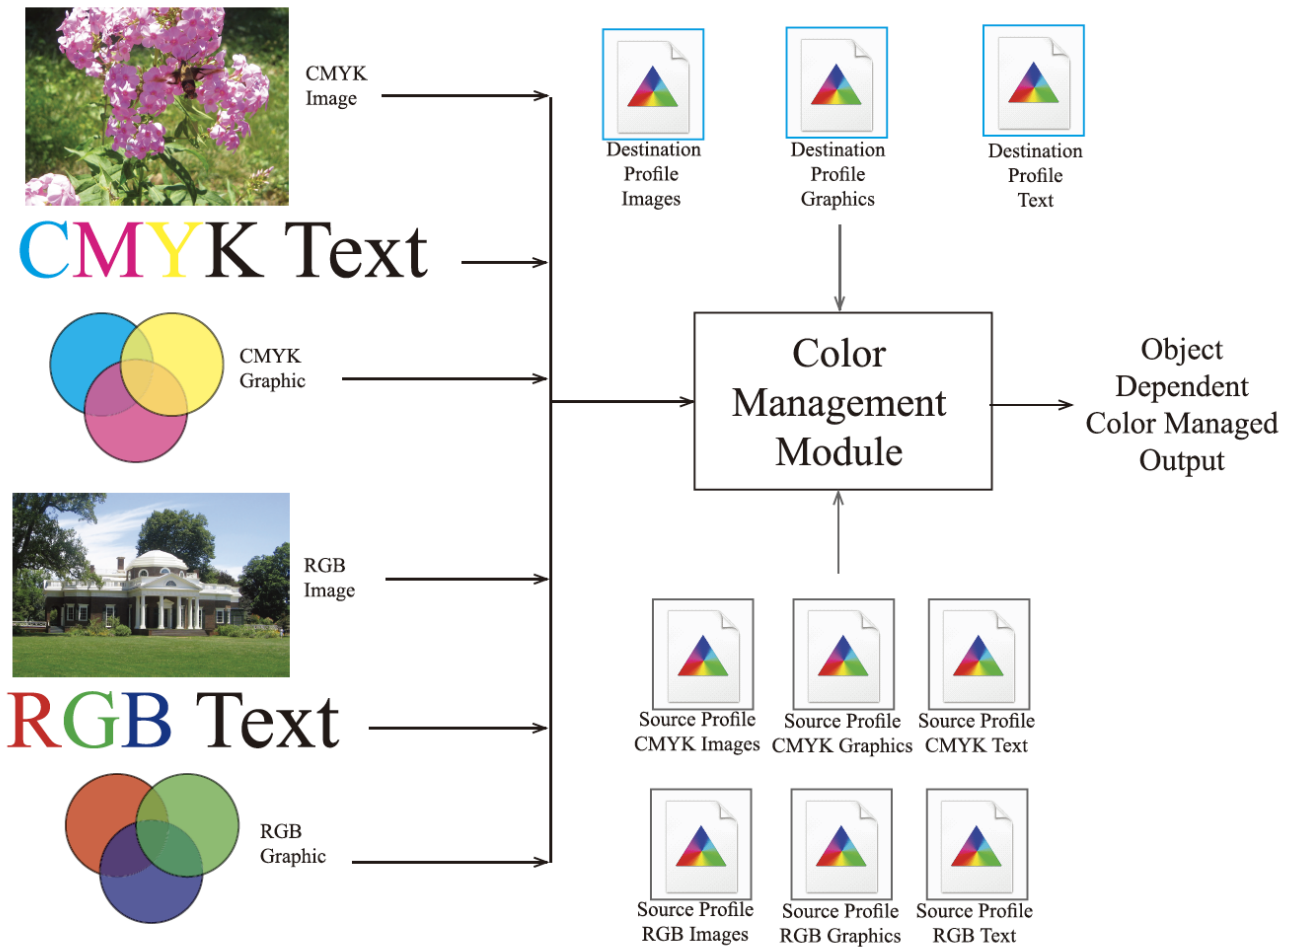 CMYK
Image
CMYK Text
CMYK
Graphic
RGB
Image
RGB Text
RGB
Graphic
Destination
Profile
Images
Destination
Profile
Graphics
Destination
Profile
Text
Color
Management
Module
Object
Dependent
Color Managed
Output
Source Profile
CMYK Images
Source Profile
CMYK Graphics
Source Profile
CMYK Text
Source Profile
RGB Images
Source Profile
RGB Graphics
Source Profile
RGB Text